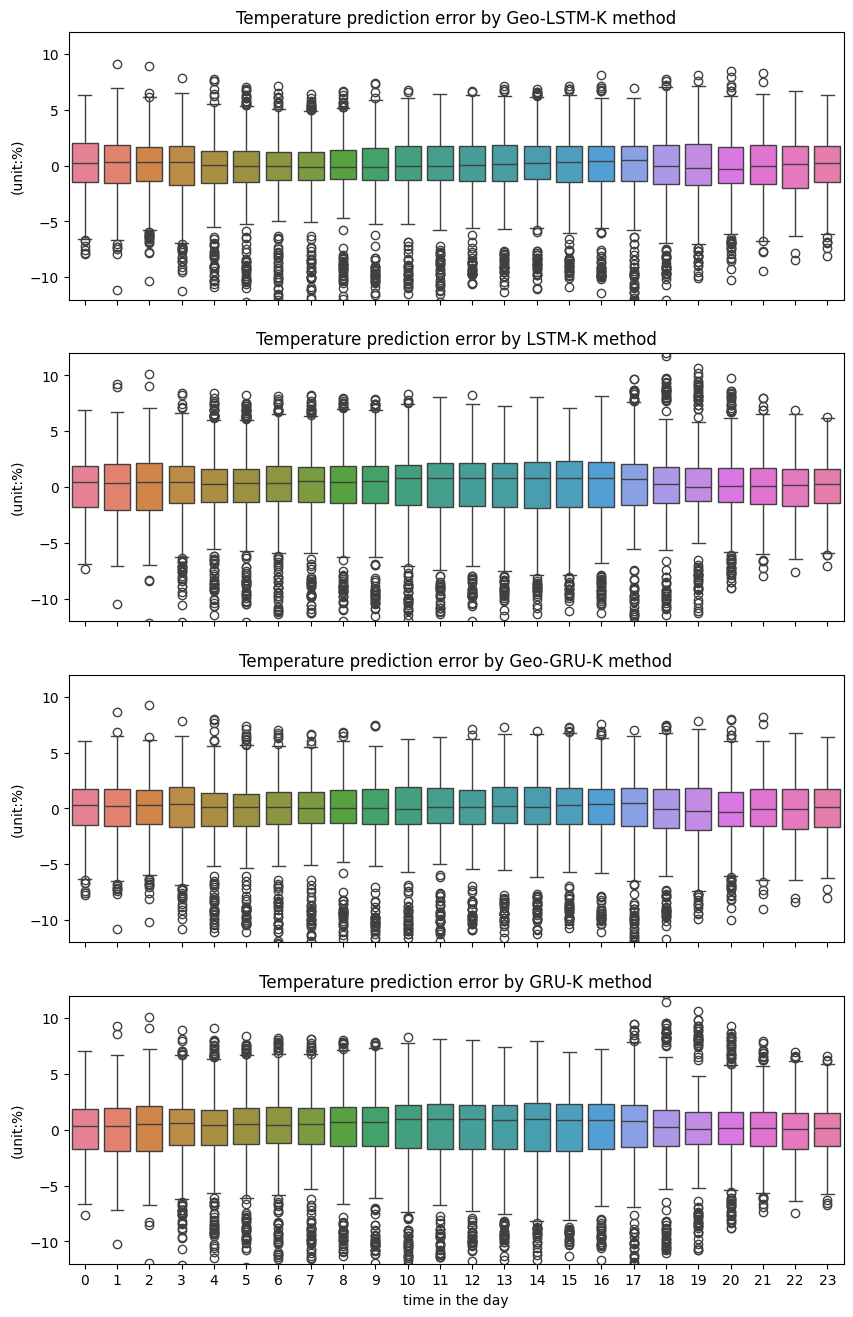 Temperature prediction error by Geo-LSTM-K method
10
5
0
−5
−10
(unit:%)
Temperature prediction error by LSTM-K method
10
5
0
−5
−10
(unit:%)
Temperature prediction error by Geo-GRU-K method
10
5
0
−5
−10
(unit:%)
Temperature prediction error by GRU-K method
10
5
0
−5
−10
(unit:%)
0 1 2 3 4 5 6 7 8 9 10 11 12 13 14 15 16 17 18 19 20 21 22 23
time in the day